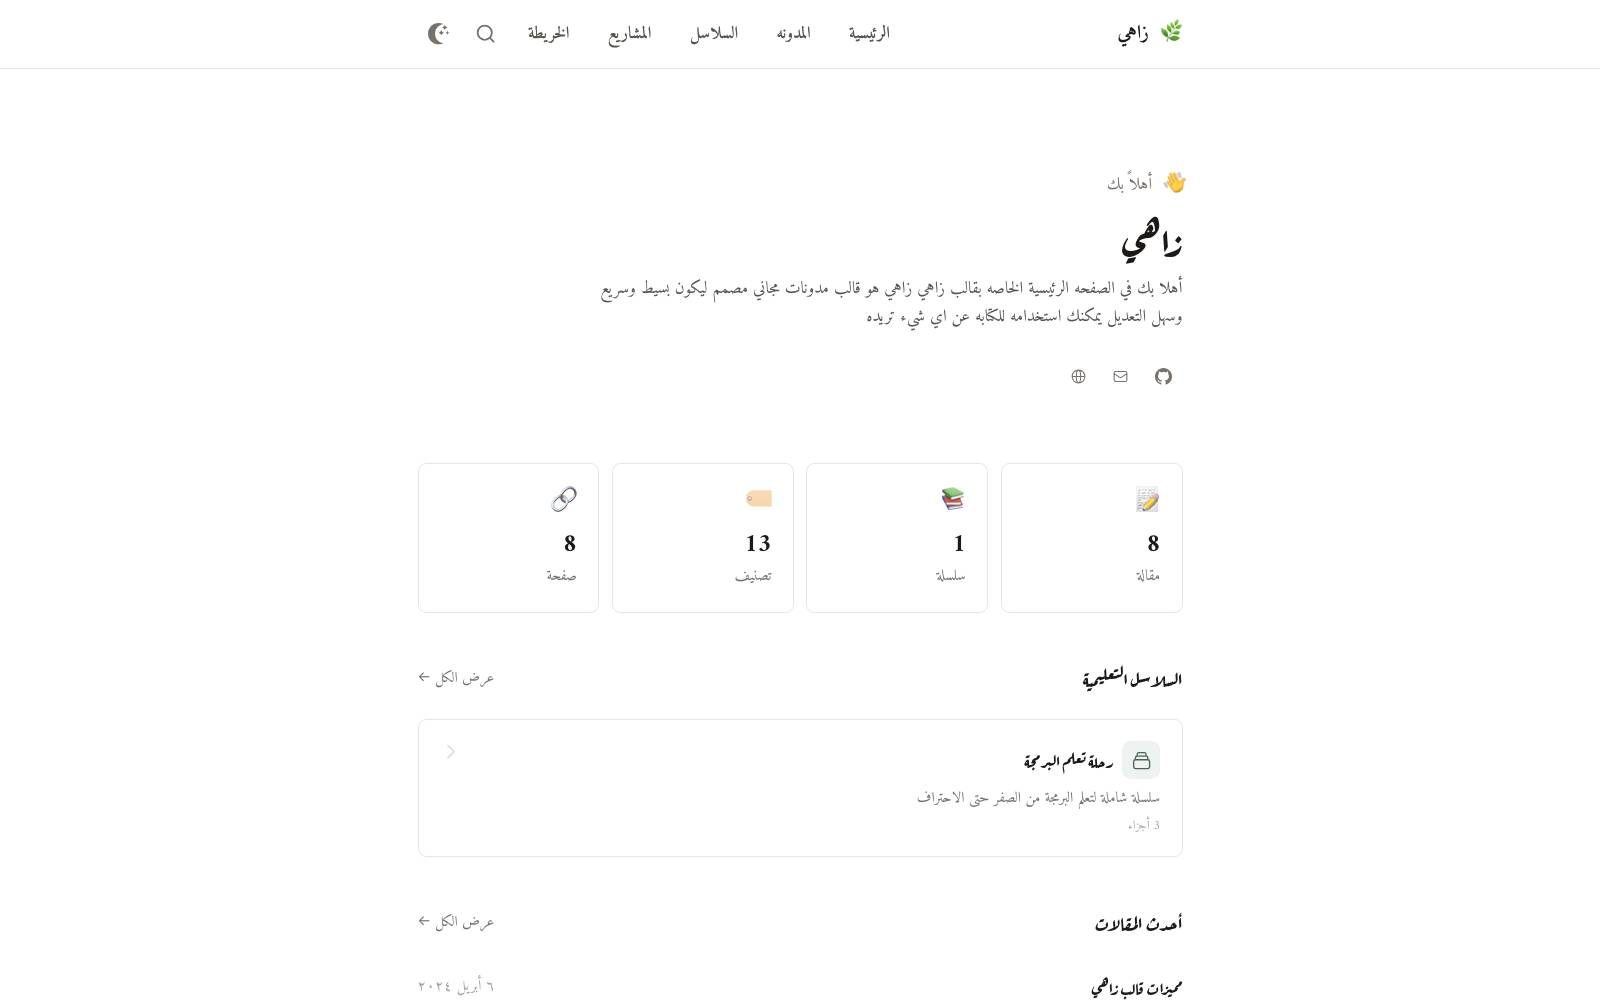 زاهي
الرئيسية
المدونه
السلاسل
المشاريع
الخريطة
أهلاً بك
زاهي
أهلا بك في الصفحه الرئيسية الخاصه بقالب زاهي زاهي هو قالب مدونات مجاني مصمم ليكون بسيط وسريع
وسهل التعديل يمكنك استخدامه للكتابه عن اي شيء تريده
8
مقالة
1
سلسلة
13
تصنيف
8
صفحة
السلاسل التعليمية
عرض الكل ←
رحلة تعلم البرمجة
سلسلة شاملة لتعلم البرمجة من الصفر حتى الاحتراف
3 أجزاء
أحدث المقالات
عرض الكل ←
مميزات قالب زاهي
٦ أبريل ٢٠٢٤